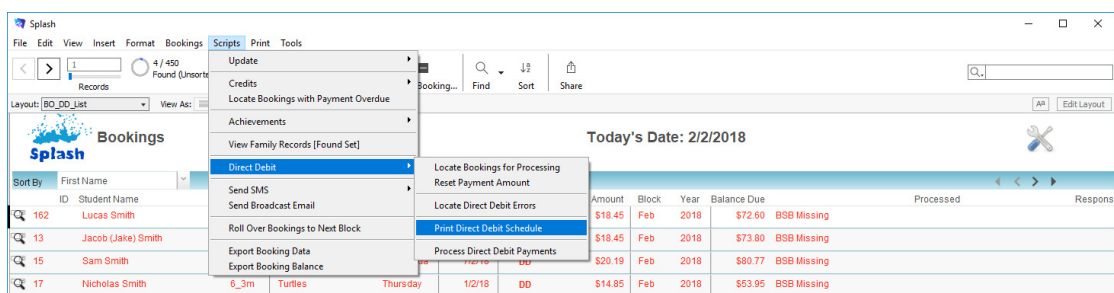 Splash
File Edit View Insert Format Bookings Scripts Print Tools
1
4 / 450
Found (Unsorte
Records
Booking...
Find
Sort
Share
Layout: BO_DD_List
View As:
Edit Layout
Splash
Bookings
Today's Date: 2/2/2018
Update
Credits
Locate Bookings with Payment Overdue
Achievements
View Family Records [Found Set]
Direct Debit
Send SMS
Send Broadcast Email
Roll Over Bookings to Next Block
Export Booking Data
Export Booking Balance
Locate Bookings for Processing
Reset Payment Amount
Locate Direct Debit Errors
Print Direct Debit Schedule
Process Direct Debit Payments
Sort By First Name
ID Student Name Amount Block Year Balance Due Processed Respons
162 Lucas Smith $18.45 Feb 2018 $72.60 BSB Missing
13 Jacob (Jake) Smith $18.45 Feb 2018 $73.80 BSB Missing
15 Sam Smith 1/2/18 DD $20.19 Feb 2018 $80.77 BSB Missing
17 Nicholas Smith 6_3m Turtles Thursday 1/2/18 DD $14.85 Feb 2018 $53.95 BSB Missing